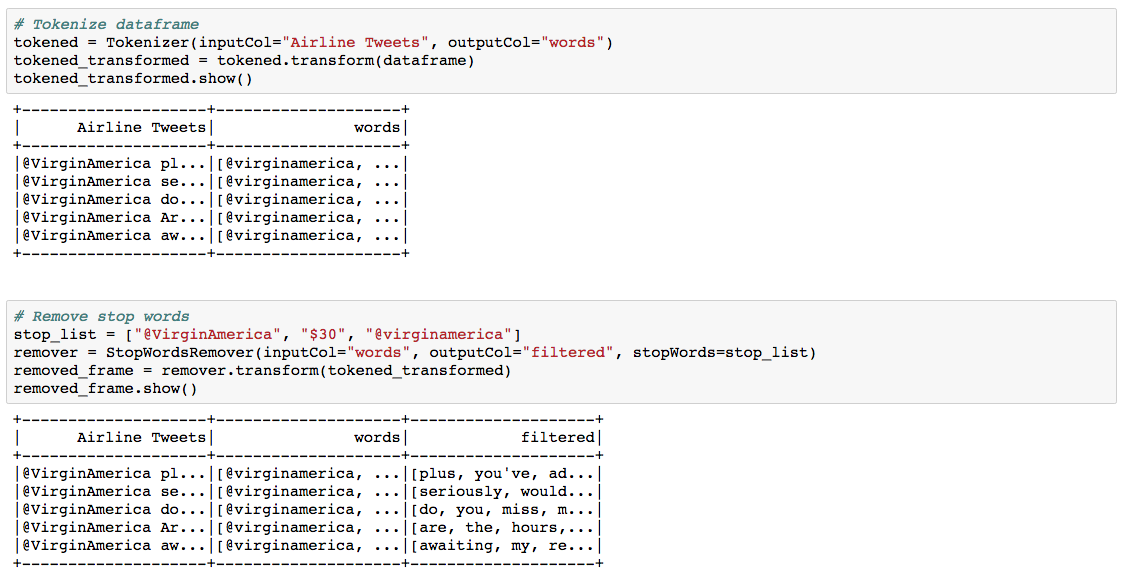 # Tokenize dataframe
tokened = Tokenizer(inputCol="Airline Tweets", outputCol="words")
tokened_transformed = tokened.transform(dataframe)
tokened_transformed.show()
+--------------------+--------------------+
|      Airline Tweets|               words|
+--------------------+--------------------+
|@VirginAmerica pl...|[@virginamerica, ...|
|@VirginAmerica se...|[@virginamerica, ...|
|@VirginAmerica do...|[@virginamerica, ...|
|@VirginAmerica Ar...|[@virginamerica, ...|
|@VirginAmerica aw...|[@virginamerica, ...|
+--------------------+--------------------+
# Remove stop words
stop_list = ["@VirginAmerica", "$30", "@virginamerica"]
remover = StopWordsRemover(inputCol="words", outputCol="filtered", stopWords=stop_list)
removed_frame = remover.transform(tokened_transformed)
removed_frame.show()
+--------------------+--------------------+--------------------+
|      Airline Tweets|               words|            filtered|
+--------------------+--------------------+--------------------+
|@VirginAmerica pl...|[@virginamerica, ...|[plus, you've, ad...|
|@VirginAmerica se...|[@virginamerica, ...|[seriously, would...|
|@VirginAmerica do...|[@virginamerica, ...|[do, you, miss, m...|
|@VirginAmerica Ar...|[@virginamerica, ...|[are, the, hours,...|
|@VirginAmerica aw...|[@virginamerica, ...|[awaiting, my, re...|
+--------------------+--------------------+--------------------+